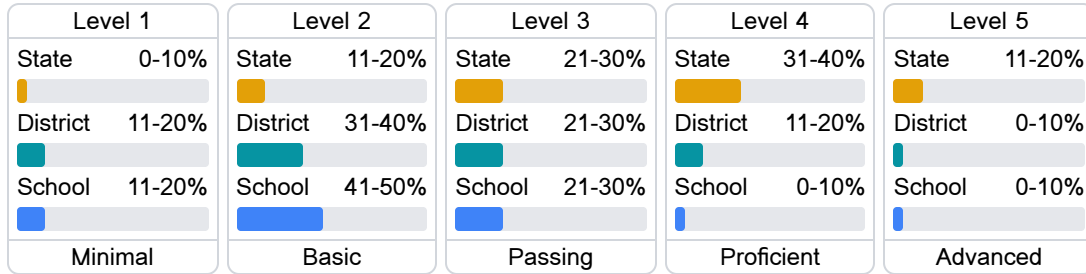 Level 1
State 0-10%
District 11-20%
School 11-20%
Minimal
Level 2
State 11-20%
District 31-40%
School 41-50%
Basic
Level 3
State 21-30%
District 21-30%
School 21-30%
Passing
Level 4
State 31-40%
District 11-20%
School 0-10%
Proficient
Level 5
State 11-20%
District 0-10%
School 0-10%
Advanced